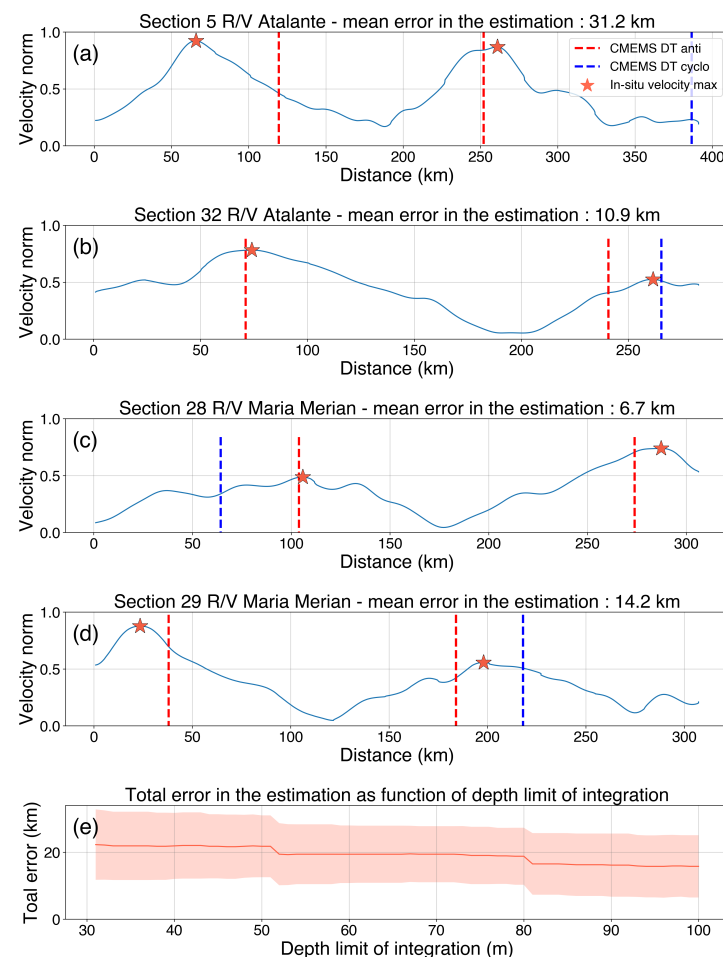 Section 5 R/V Atalante - mean error in the estimation : 31.2 km
(a)
CMEMS DT anti
CMEMS DT cyclo
In-situ velocity max
Velocity norm
1.0
0.5
0.0
0 50 100 150 200 250 300 350 400
Distance (km)
Section 32 R/V Atalante - mean error in the estimation : 10.9 km
(b)
Velocity norm
1.0
0.5
0.0
0 50 100 150 200 250
Distance (km)
Section 28 R/V Maria Merian - mean error in the estimation : 6.7 km
(c)
Velocity norm
1.0
0.5
0.0
0 50 100 150 200 250 300
Distance (km)
Section 29 R/V Maria Merian - mean error in the estimation : 14.2 km
(d)
Velocity norm
1.0
0.5
0.0
0 50 100 150 200 250 300
Distance (km)
Total error in the estimation as function of depth limit of integration
(e)
Toal error (km)
20
0
30 40 50 60 70 80 90 100
Depth limit of integration (m)